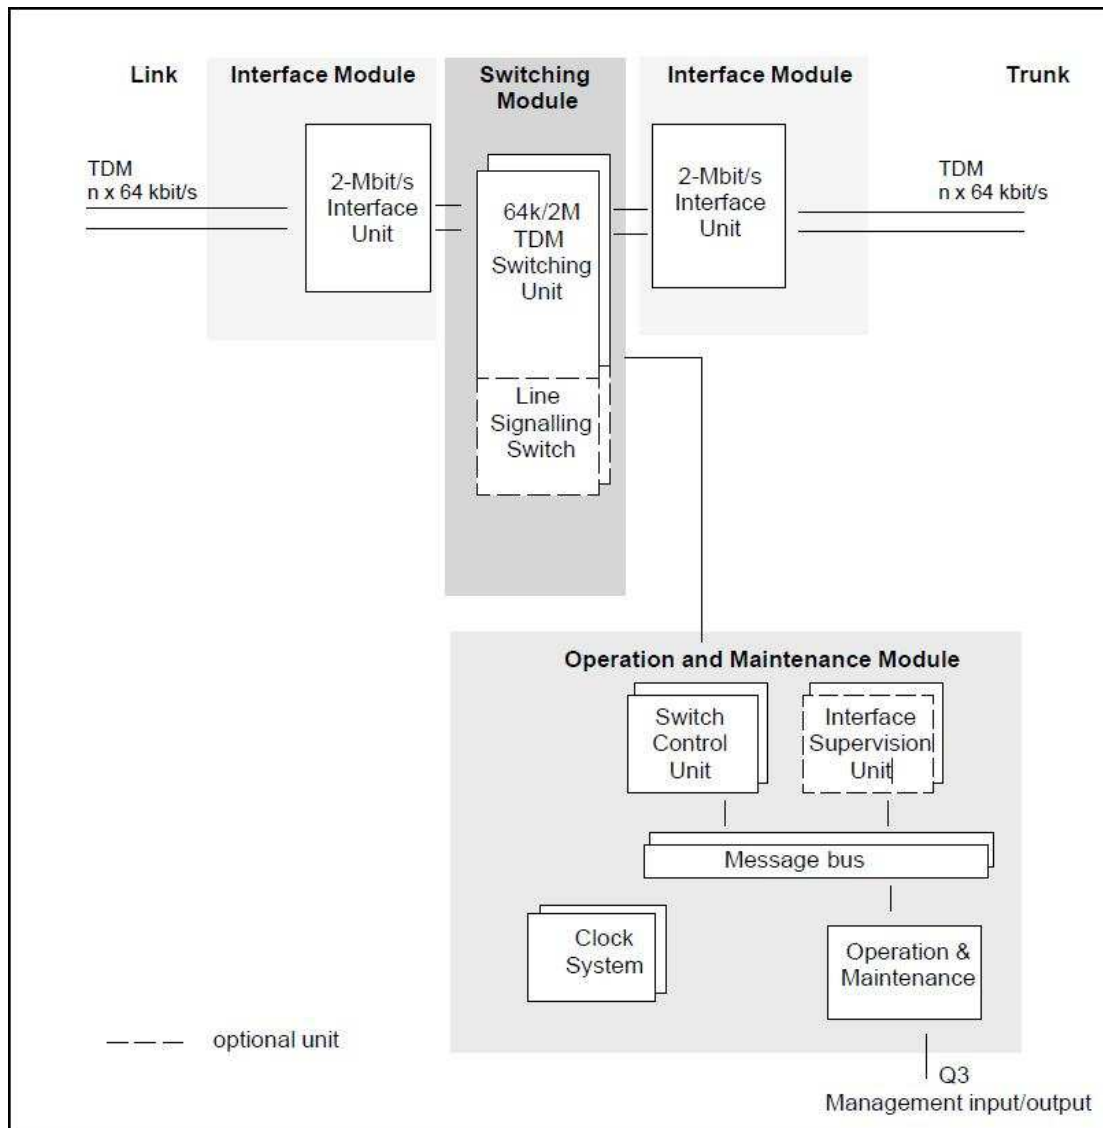 Link
Interface Module
Switching
Module
Interface Module
Trunk
TDM
n x 64 kbit/s
2-Mbit/s
Interface
Unit
64k/2M
TDM
Switching
Unit
2-Mbit/s
Interface
Unit
TDM
n x 64 kbit/s
Line
Signalling
Switch
Operation and Maintenance Module
Switch
Control
Unit
Interface
Supervision
Unit
Message bus
Clock
System
Operation &
Maintenance
optional unit
Q3
Management input/output